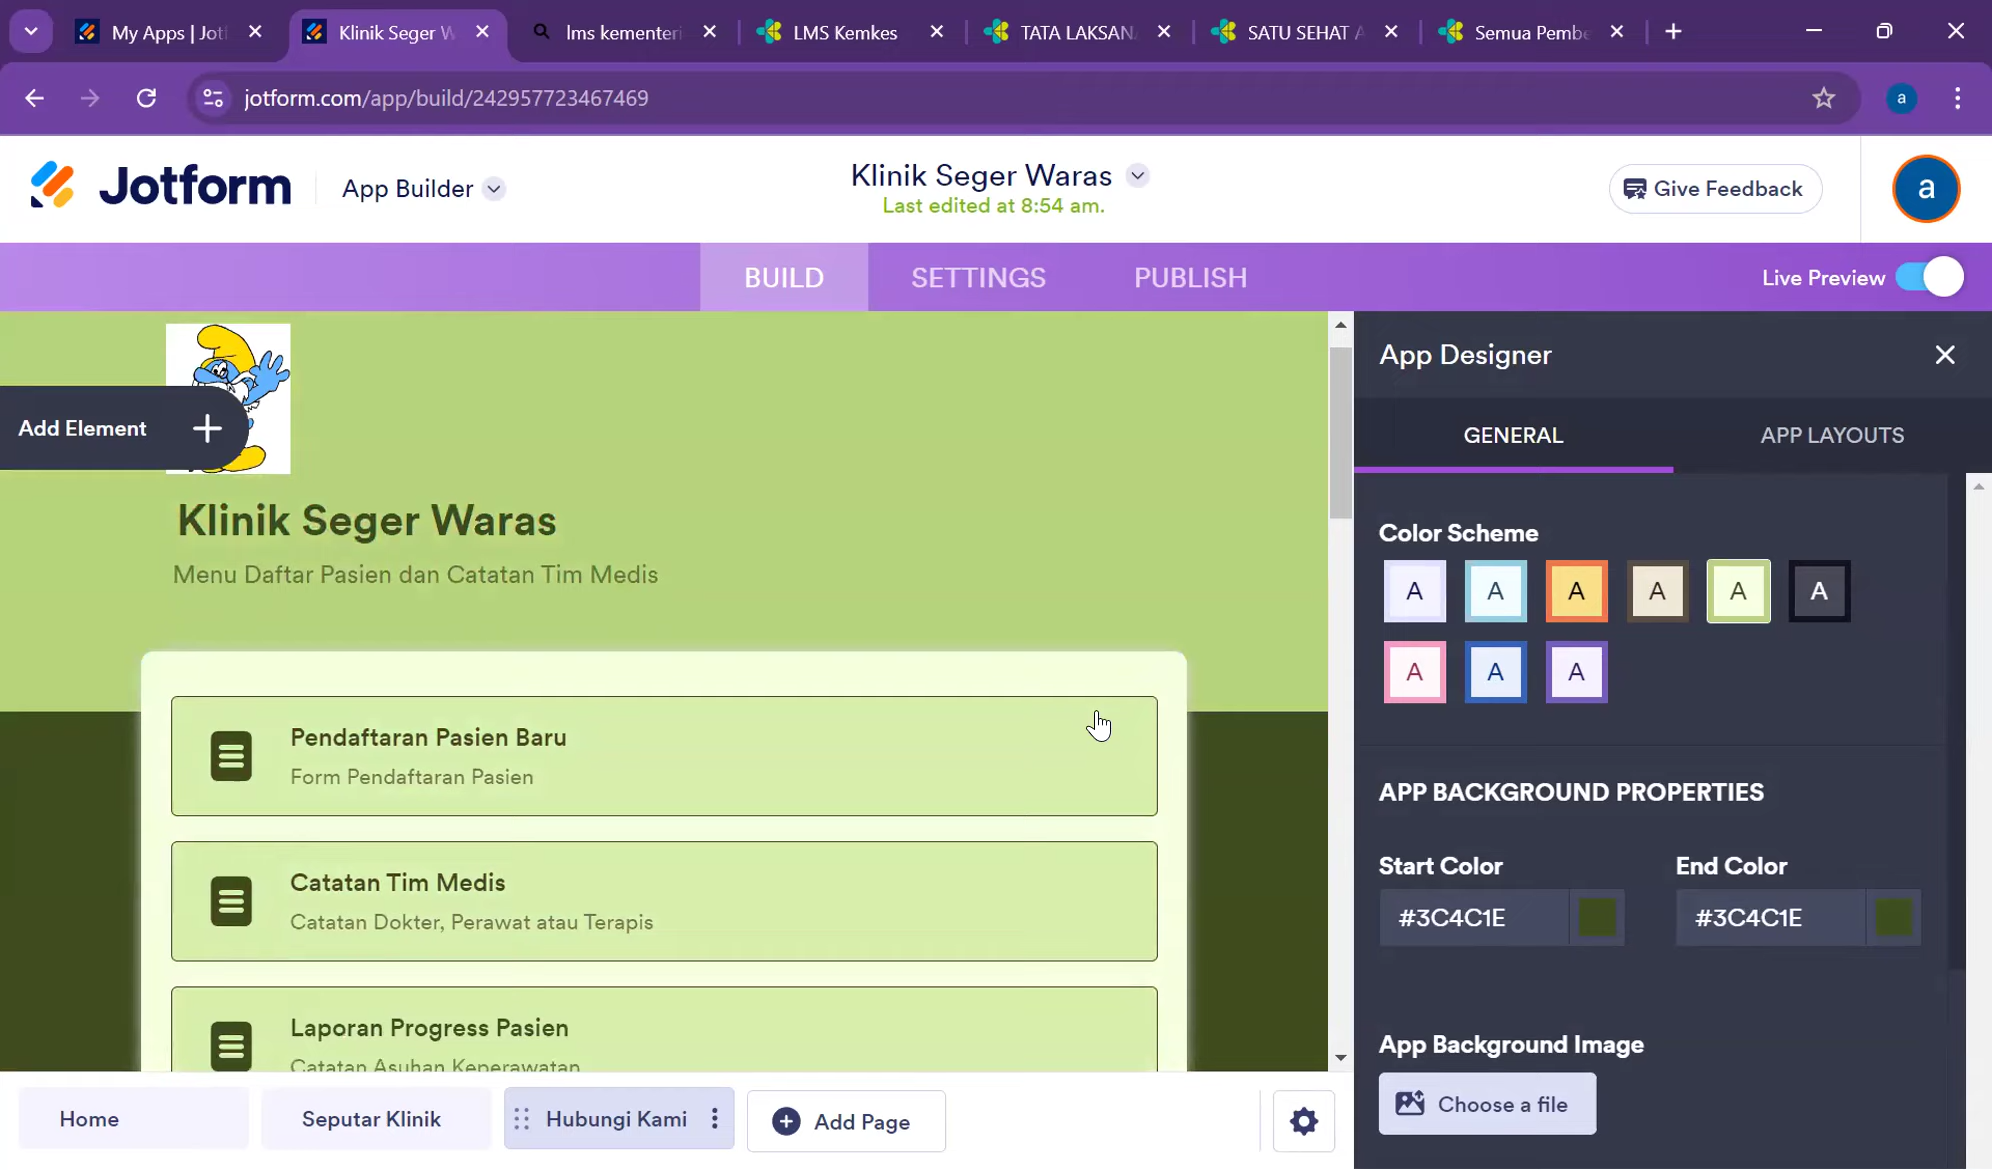 My Apps | Jotf
Klinik Seger W
lms kementeri
LMS Kemkes
TATA LAKSAN
SATU SEHAT A
Semua Pembe
jotform.com/app/build/242957723467469
a
Jotform
App Builder
Klinik Seger Waras
Last edited at 8:54 am.
Give Feedback
a
BUILD
SETTINGS
PUBLISH
Live Preview
Add Element
Klinik Seger Waras
Menu Daftar Pasien dan Catatan Tim Medis
Pendaftaran Pasien Baru
Form Pendaftaran Pasien
Catatan Tim Medis
Catatan Dokter, Perawat atau Terapis
Laporan Progress Pasien
Catatan Asuhan Keperawatan
App Designer
GENERAL
APP LAYOUTS
Color Scheme
A A A A A A
A A A
APP BACKGROUND PROPERTIES
Start Color
End Color
#3C4C1E
#3C4C1E
App Background Image
Choose a file
Home
Seputar Klinik
Hubungi Kami
Add Page